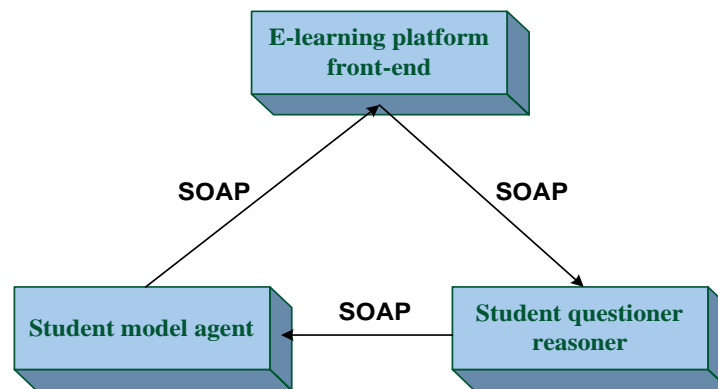 E-learning platform
front-end
SOAP
SOAP
Student model agent
SOAP
Student questioner
reasoner